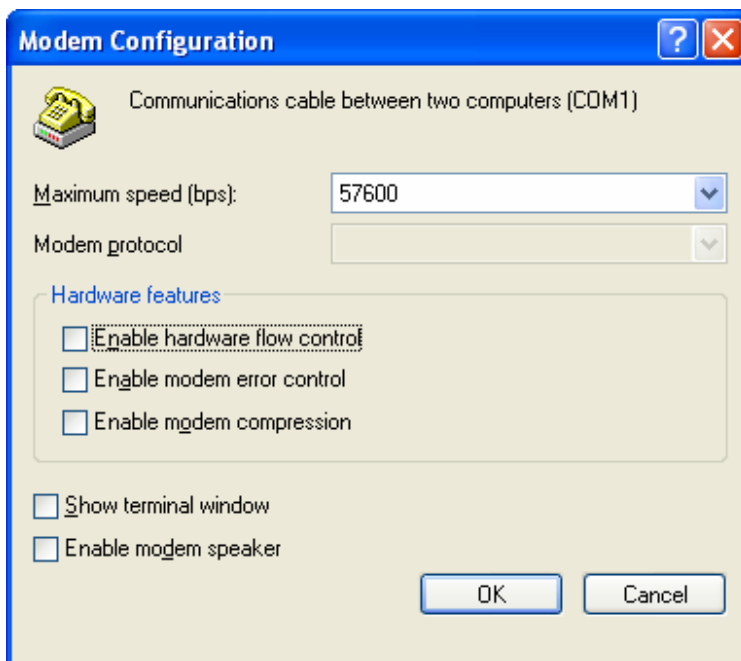 Modem Configuration
Communications cable between two computers (COM1)
Maximum speed (bps): 57600
Modem protocol
Hardware features
Enable hardware flow control
Enable modem error control
Enable modem compression
Show terminal window
Enable modem speaker
OK Cancel